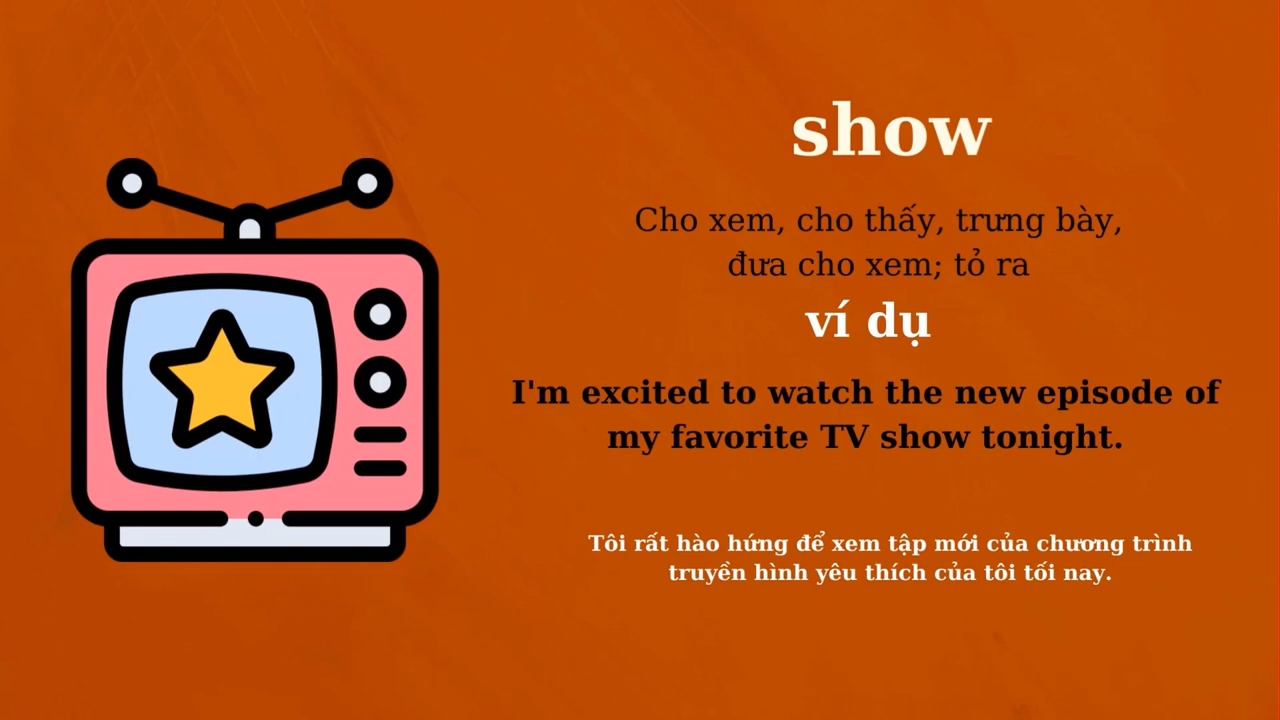 show
Cho xem, cho thấy, trưng bày,
đưa cho xem; tỏ ra
ví dụ
I'm excited to watch the new episode of
my favorite TV show tonight.
Tôi rất hào hứng để xem tập mới của chương trình
truyền hình yêu thích của tôi tối nay.